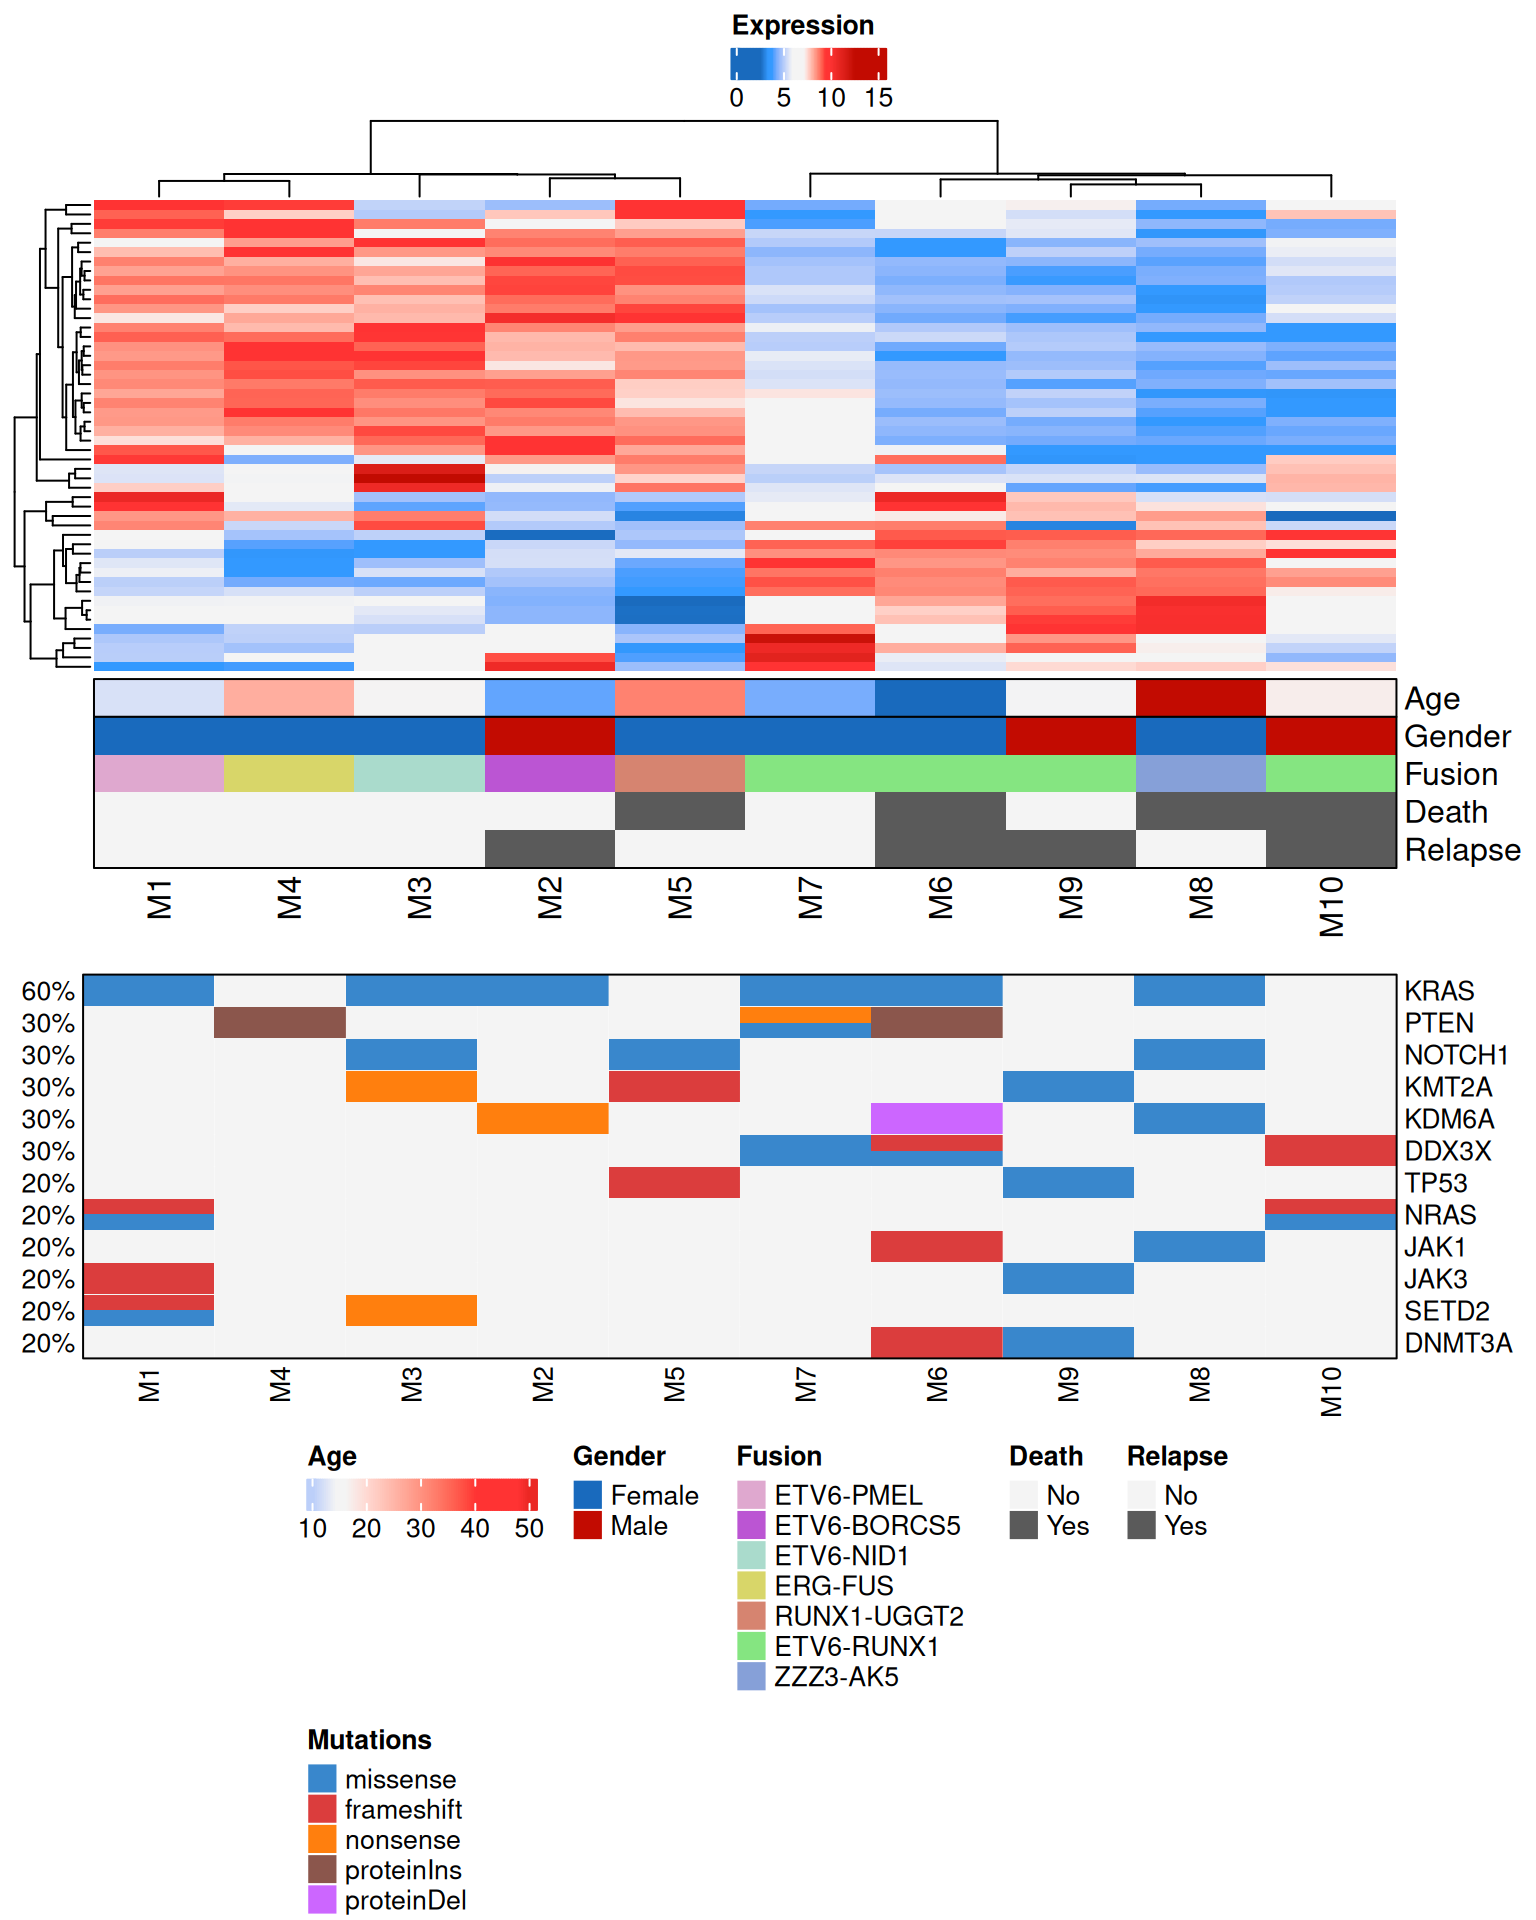 Expression
0 5 10 15
Age
Gender
Fusion
Death
Relapse
M1 M4 M3 M2 M5 M7 M6 M9 M8 M10
60% KRAS
30% PTEN
30% NOTCH1
30% KMT2A
30% KDM6A
30% DDX3X
20% TP53
20% NRAS
20% JAK1
20% JAK3
20% SETD2
20% DNMT3A
M1 M4 M3 M2 M5 M7 M6 M9 M8 M10
Age
10 20 30 40 50
Gender
Female
Male
Fusion
ETV6-PMEL
ETV6-BORCS5
ETV6-NID1
ERG-FUS
RUNX1-UGGT2
ETV6-RUNX1
ZZZ3-AK5
Death
No
Yes
Relapse
No
Yes
Mutations
missense
frameshift
nonsense
proteinIns
proteinDel